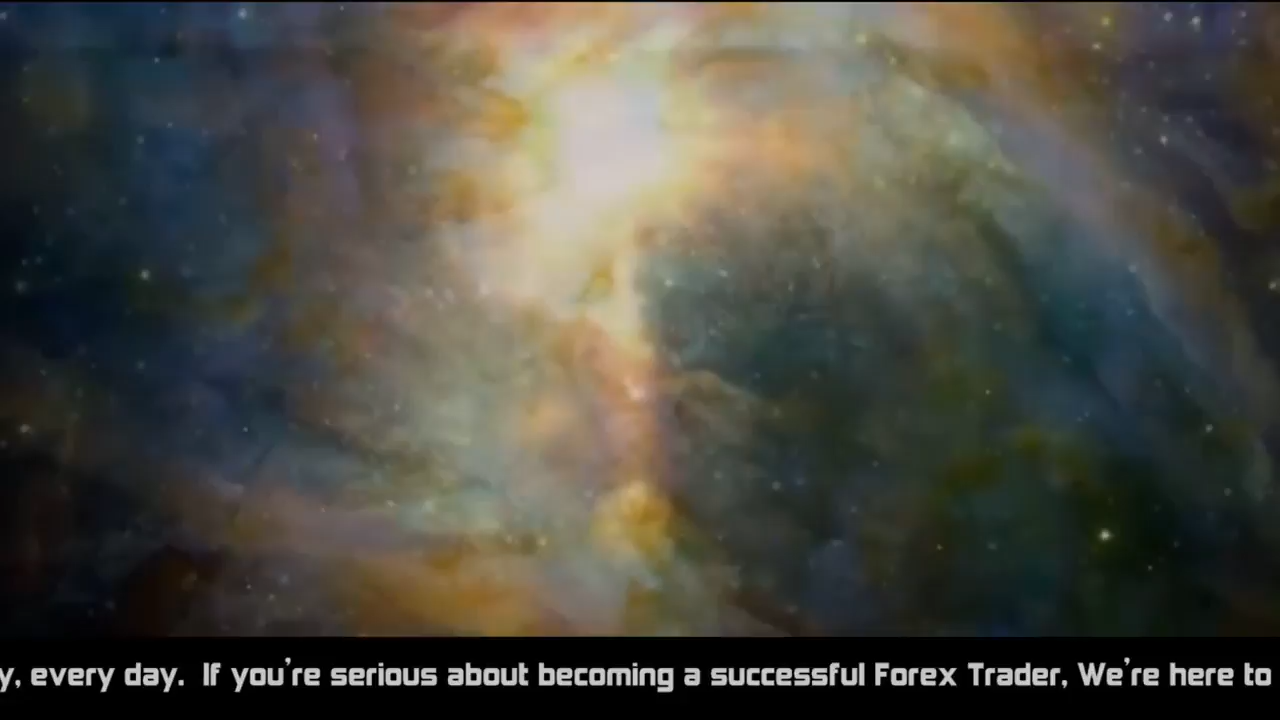 y, every day.  If you're serious about becoming a successful Forex Trader, We're here to